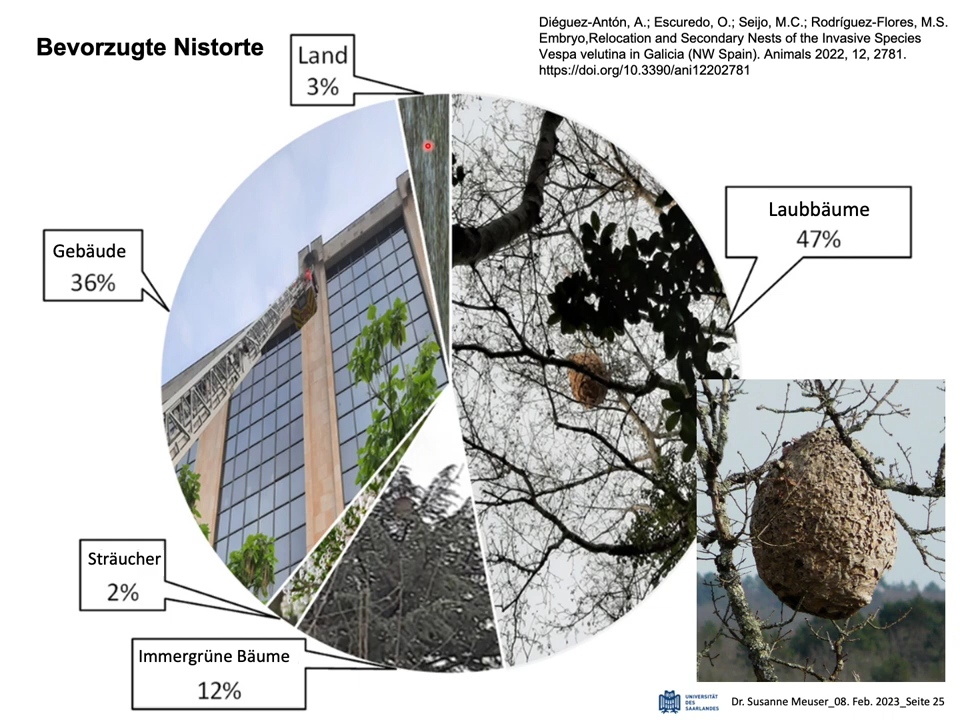 Bevorzugte Nistorte
Diéguez-Antón, A.; Escuredo, O.; Seijo, M.C.; Rodríguez-Flores, M.S.
Embryo,Relocation and Secondary Nests of the Invasive Species
Vespa velutina in Galicia (NW Spain). Animals 2022, 12, 2781.
https://doi.org/10.3390/ani12202781
Land
3%
Laubbäume
47%
Gebäude
36%
Sträucher
2%
Immergrüne Bäume
12%
UNIVERSITÄT
DES
SAARLANDES
Dr. Susanne Meuser_08. Feb. 2023_Seite 25